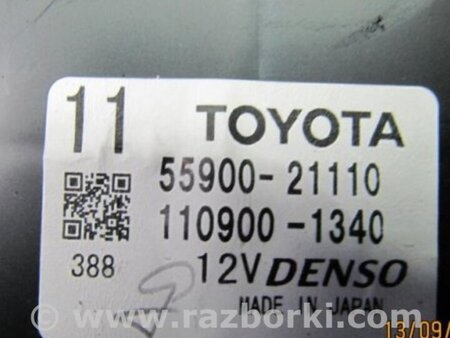 11 TOYOTA
55900-21110
110900-1340
388 12V DENSO
MADE IN JAPAN
13/09/
© www.razborki.com